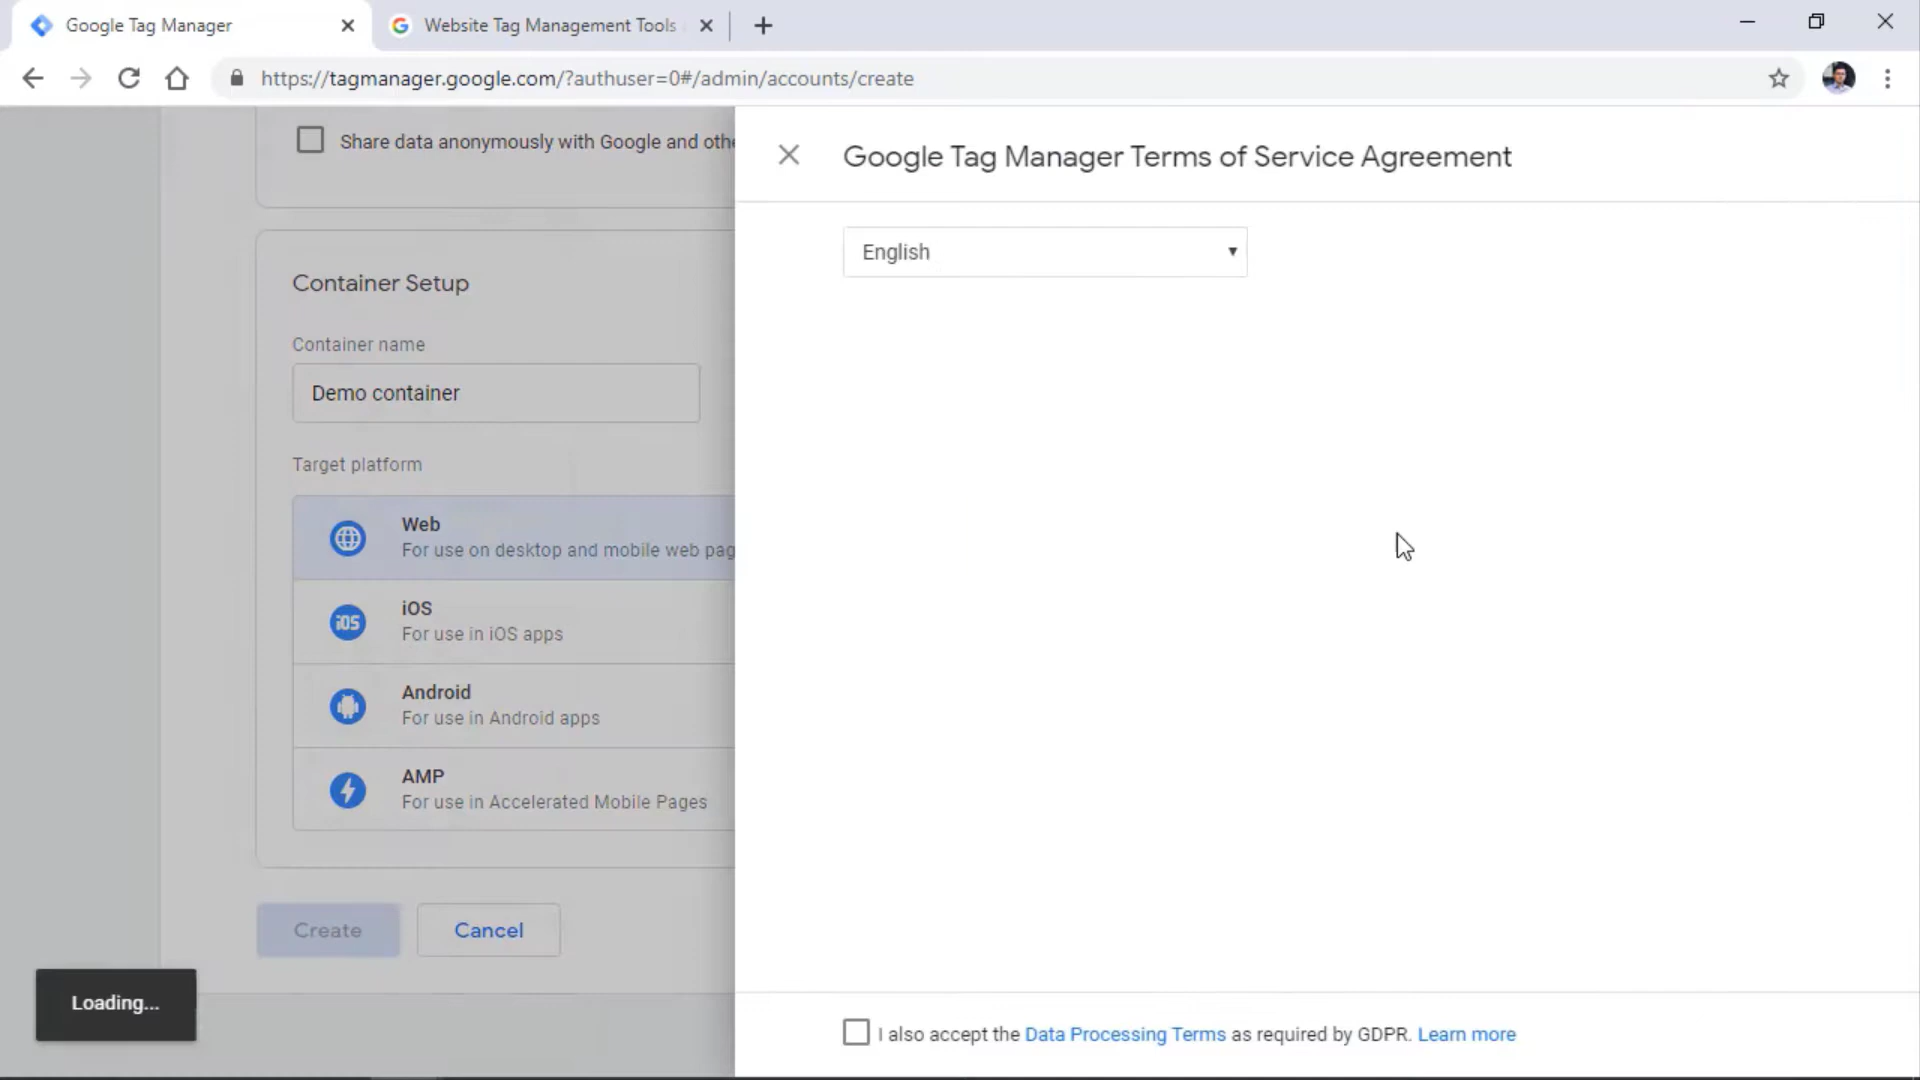 Google Tag Manager
Website Tag Management Tools
https://tagmanager.google.com/?authuser=0#/admin/accounts/create
Share data anonymously with Google and othe
Google Tag Manager Terms of Service Agreement
English
Container Setup
Container name
Demo container
Target platform
Web
For use on desktop and mobile web pag
iOS
iOS
For use in iOS apps
Android
For use in Android apps
AMP
For use in Accelerated Mobile Pages
Create
Cancel
Loading...
I also accept the Data Processing Terms as required by GDPR. Learn more